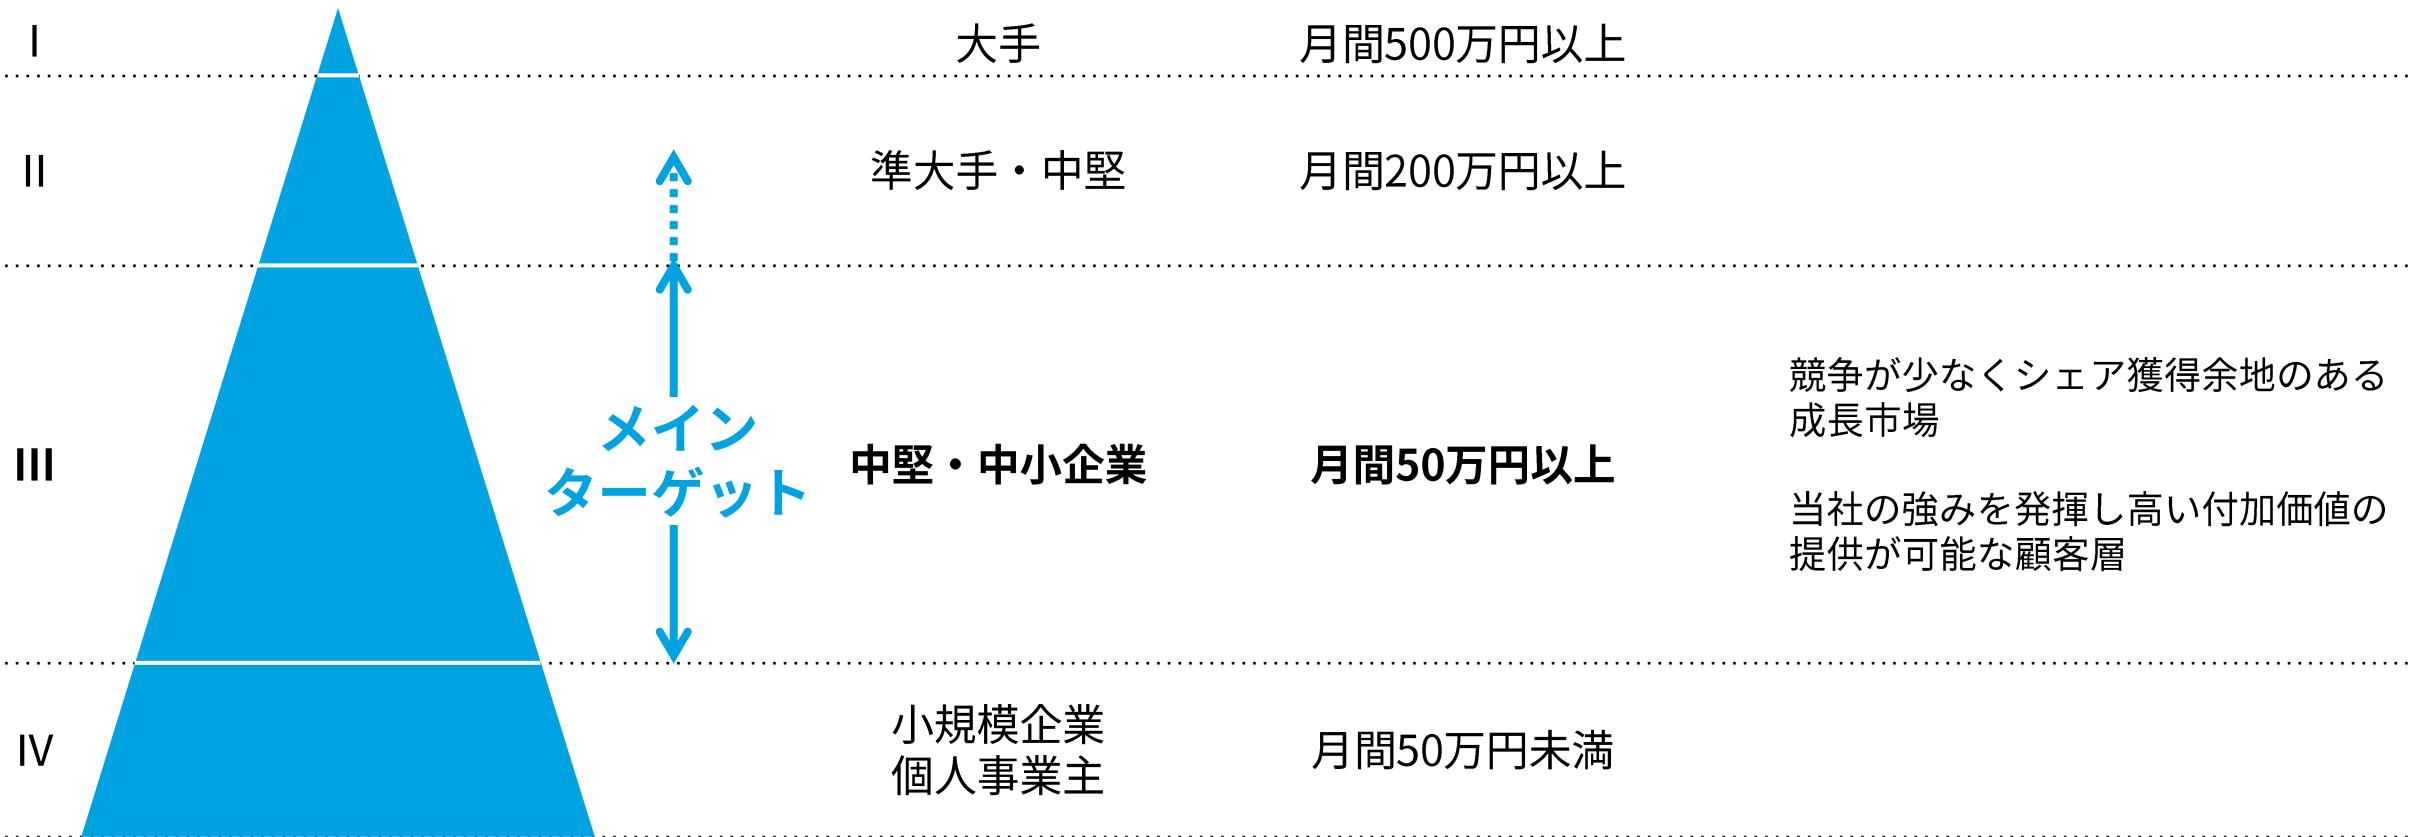 I
大手
月間500万円以上
II
準大手・中堅
月間200万円以上
III
メイン
ターゲット
中堅・中小企業
月間50万円以上
競争が少なくシェア獲得余地のある
成長市場
当社の強みを発揮し高い付加価値の
提供が可能な顧客層
IV
小規模企業
個人事業主
月間50万円未満